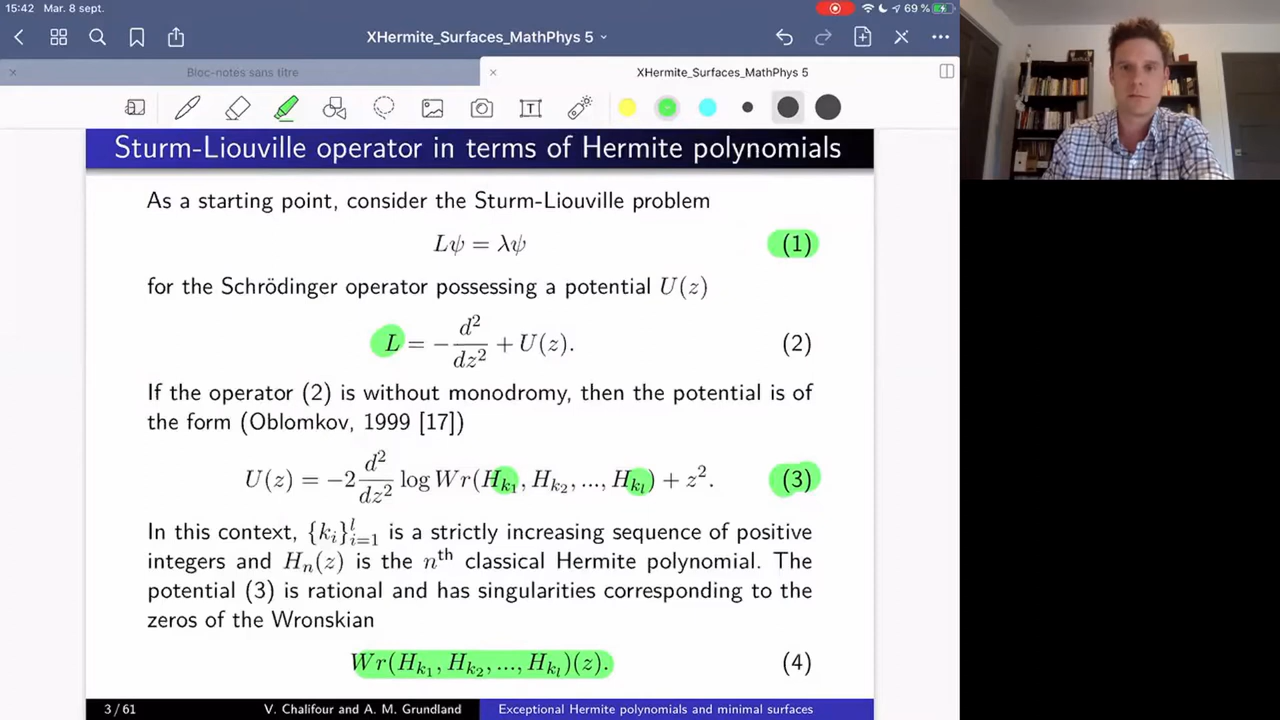 15:42 Mar. 8 sept.
69 %
XHermite_Surfaces_MathPhys 5
Bloc-notes sans titre
XHermite_Surfaces_MathPhys 5
Sturm-Liouville operator in terms of Hermite polynomials
As a starting point, consider the Sturm-Liouville problem
Lψ = λψ (1)
for the Schrödinger operator possessing a potential U(z)
L = −d²/dz² + U(z). (2)
If the operator (2) is without monodromy, then the potential is of
the form (Oblomkov, 1999 [17])
U(z) = −2 d²/dz² log Wr(H_{k₁}, H_{k₂}, ..., H_{k_l}) + z². (3)
In this context, {k_i}_{i=1}^l is a strictly increasing sequence of positive
integers and H_n(z) is the n^th classical Hermite polynomial. The
potential (3) is rational and has singularities corresponding to the
zeros of the Wronskian
Wr(H_{k₁}, H_{k₂}, ..., H_{k_l})(z). (4)
3 / 61 V. Chalifour and A. M. Grundland Exceptional Hermite polynomials and minimal surfaces